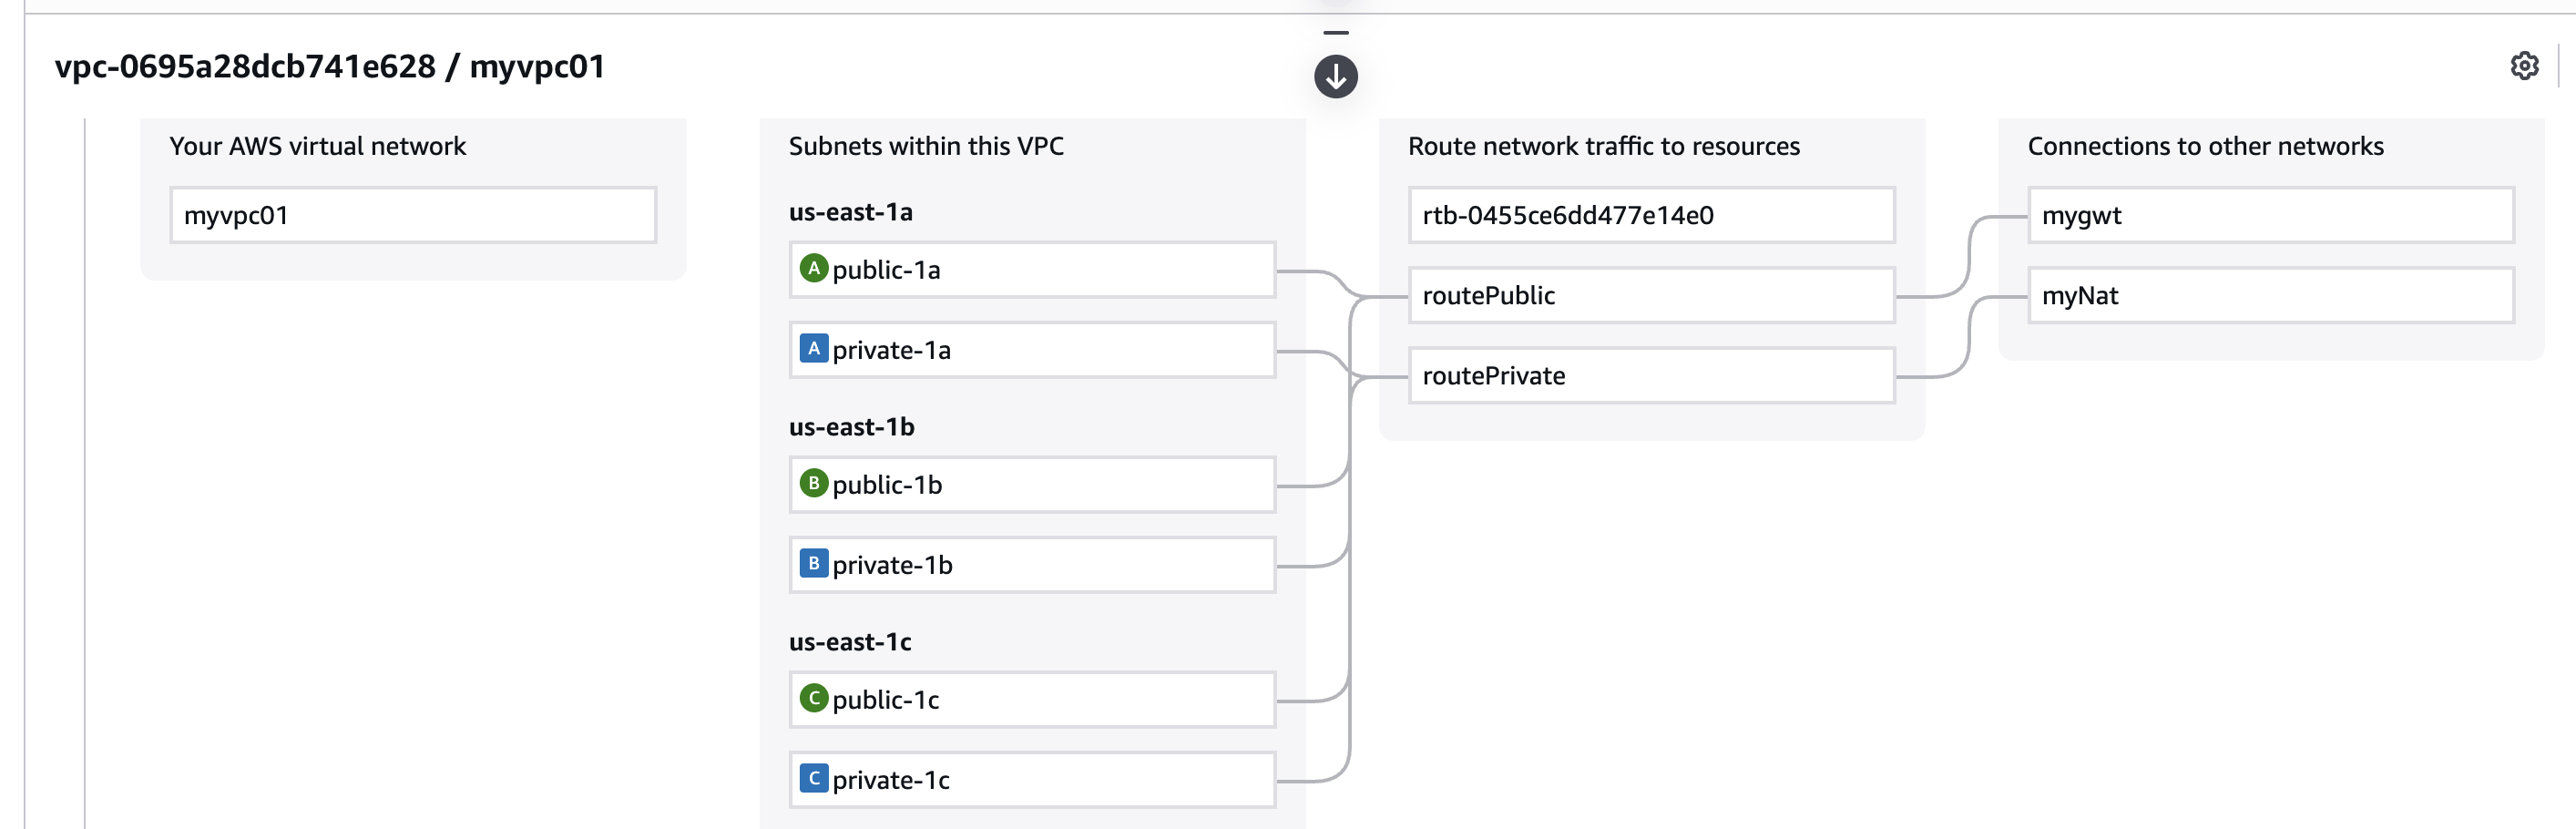 vpc-0695a28dcb741e628 / myvpc01
Your AWS virtual network
myvpc01
Subnets within this VPC
us-east-1a
A public-1a
A private-1a
us-east-1b
B public-1b
B private-1b
us-east-1c
C public-1c
C private-1c
Route network traffic to resources
rtb-0455ce6dd477e14e0
routePublic
routePrivate
Connections to other networks
mygwt
myNat